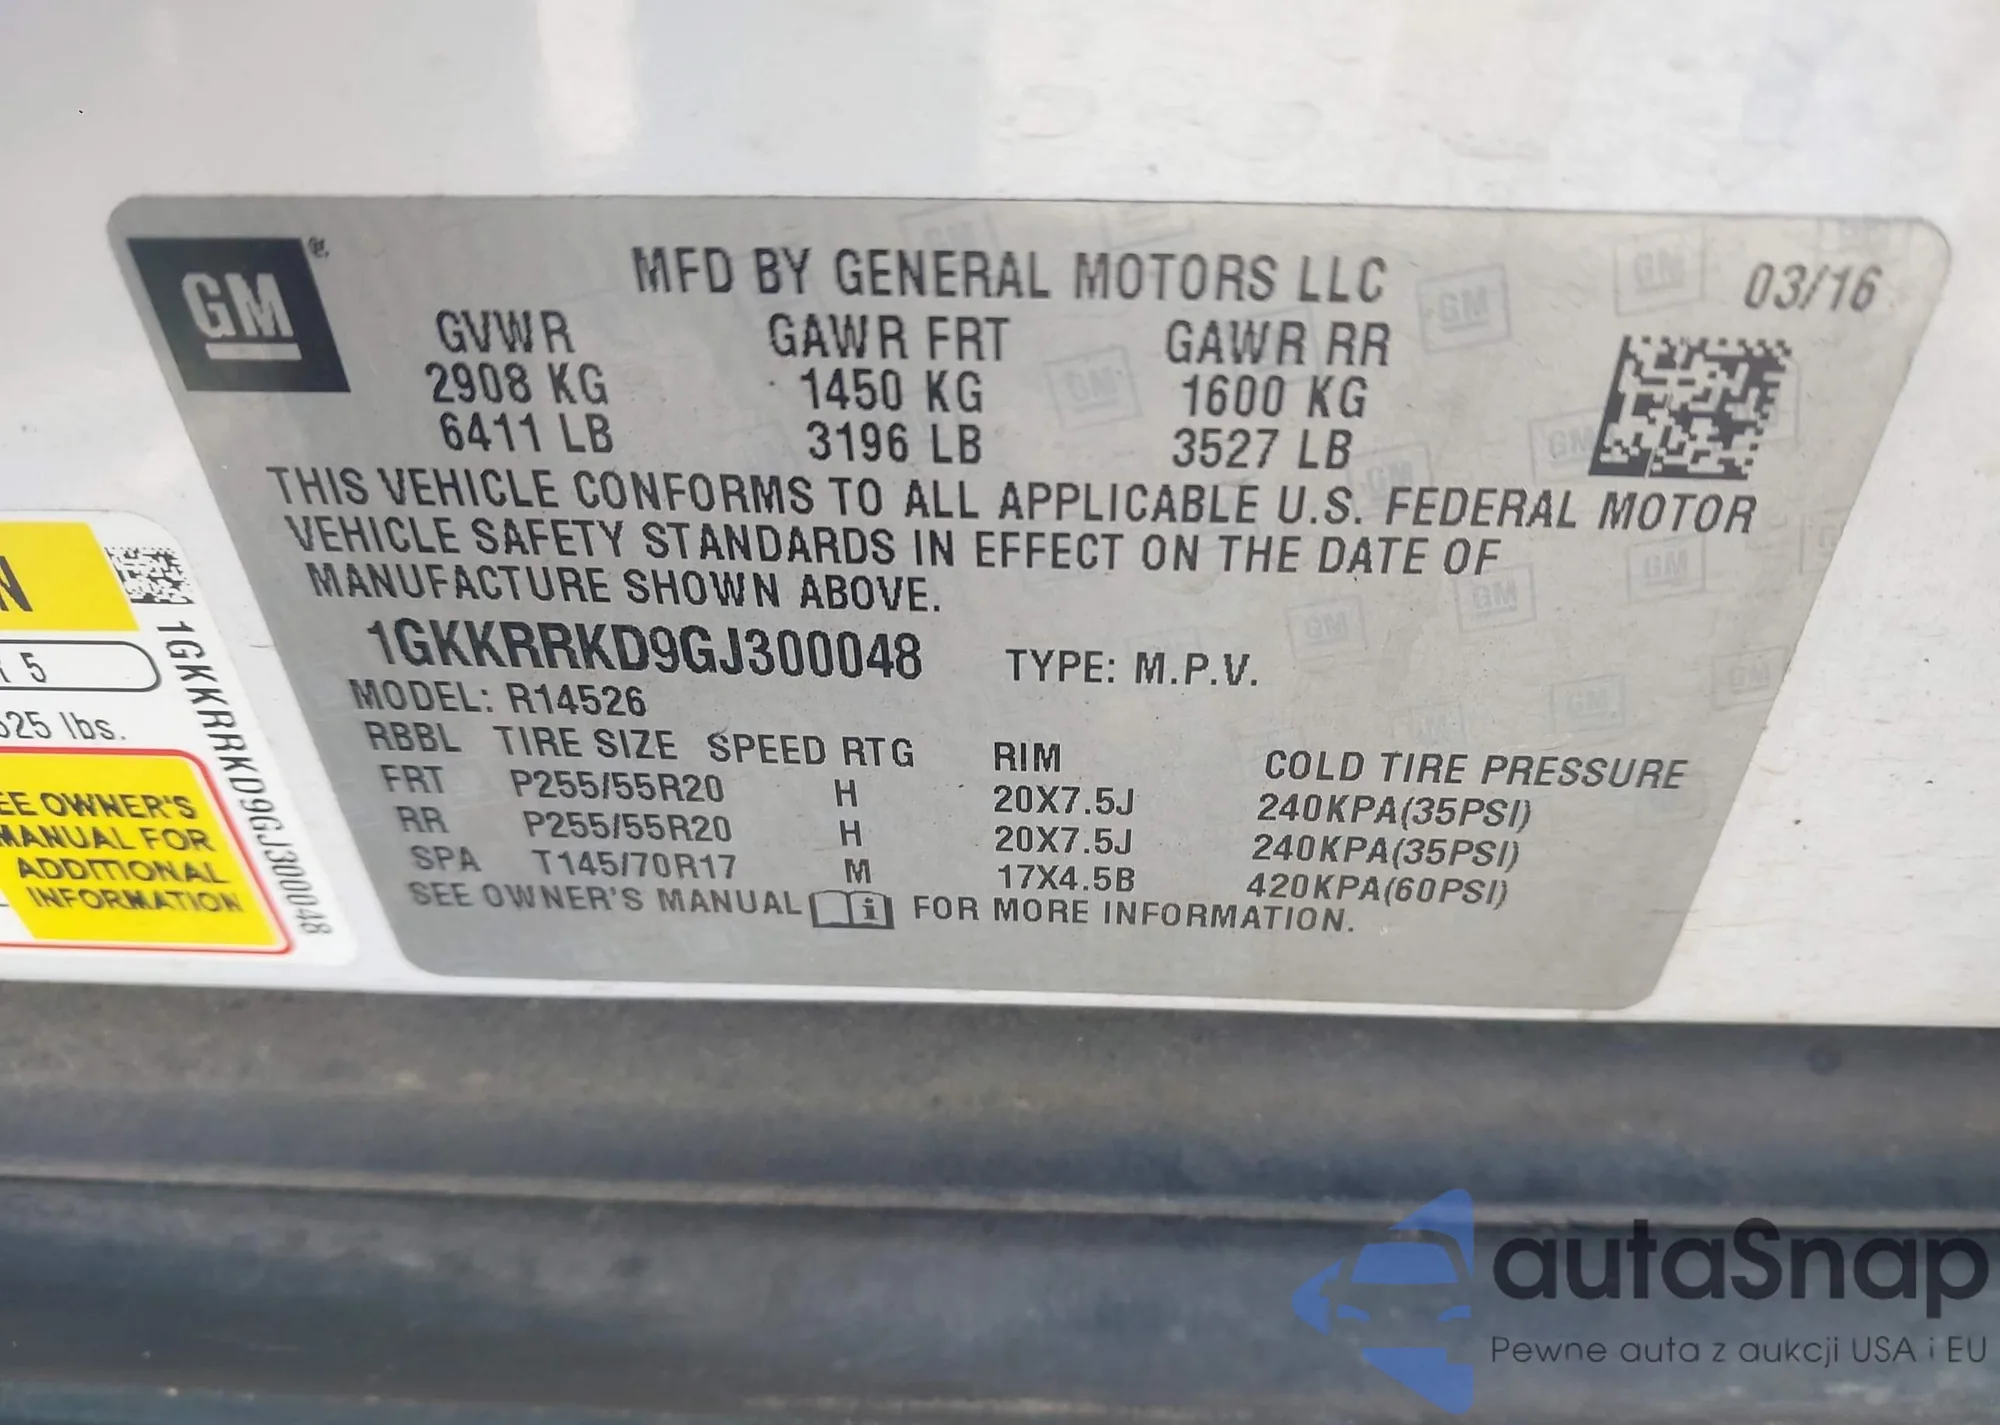 GM
MFD BY GENERAL MOTORS LLC 03/16
GVWR GAWR FRT GAWR RR
2908 KG 1450 KG 1600 KG
6411 LB 3196 LB 3527 LB
THIS VEHICLE CONFORMS TO ALL APPLICABLE U.S. FEDERAL MOTOR
VEHICLE SAFETY STANDARDS IN EFFECT ON THE DATE OF
MANUFACTURE SHOWN ABOVE.
1GKKRRKD9GJ300048 TYPE: M.P.V.
MODEL: R14526
RBBL TIRE SIZE SPEED RTG RIM COLD TIRE PRESSURE
FRT P255/55R20 H 20X7.5J 240KPA(35PSI)
RR P255/55R20 H 20X7.5J 240KPA(35PSI)
SPA T145/70R17 M 17X4.5B 420KPA(60PSI)
SEE OWNER'S MANUAL i FOR MORE INFORMATION.
N
5
lbs.
EE OWNER'S
MANUAL FOR
ADDITIONAL
INFORMATION
1GKKRRKD9GJ300048
autaSnap
Pewne auta z aukcji USA i EU